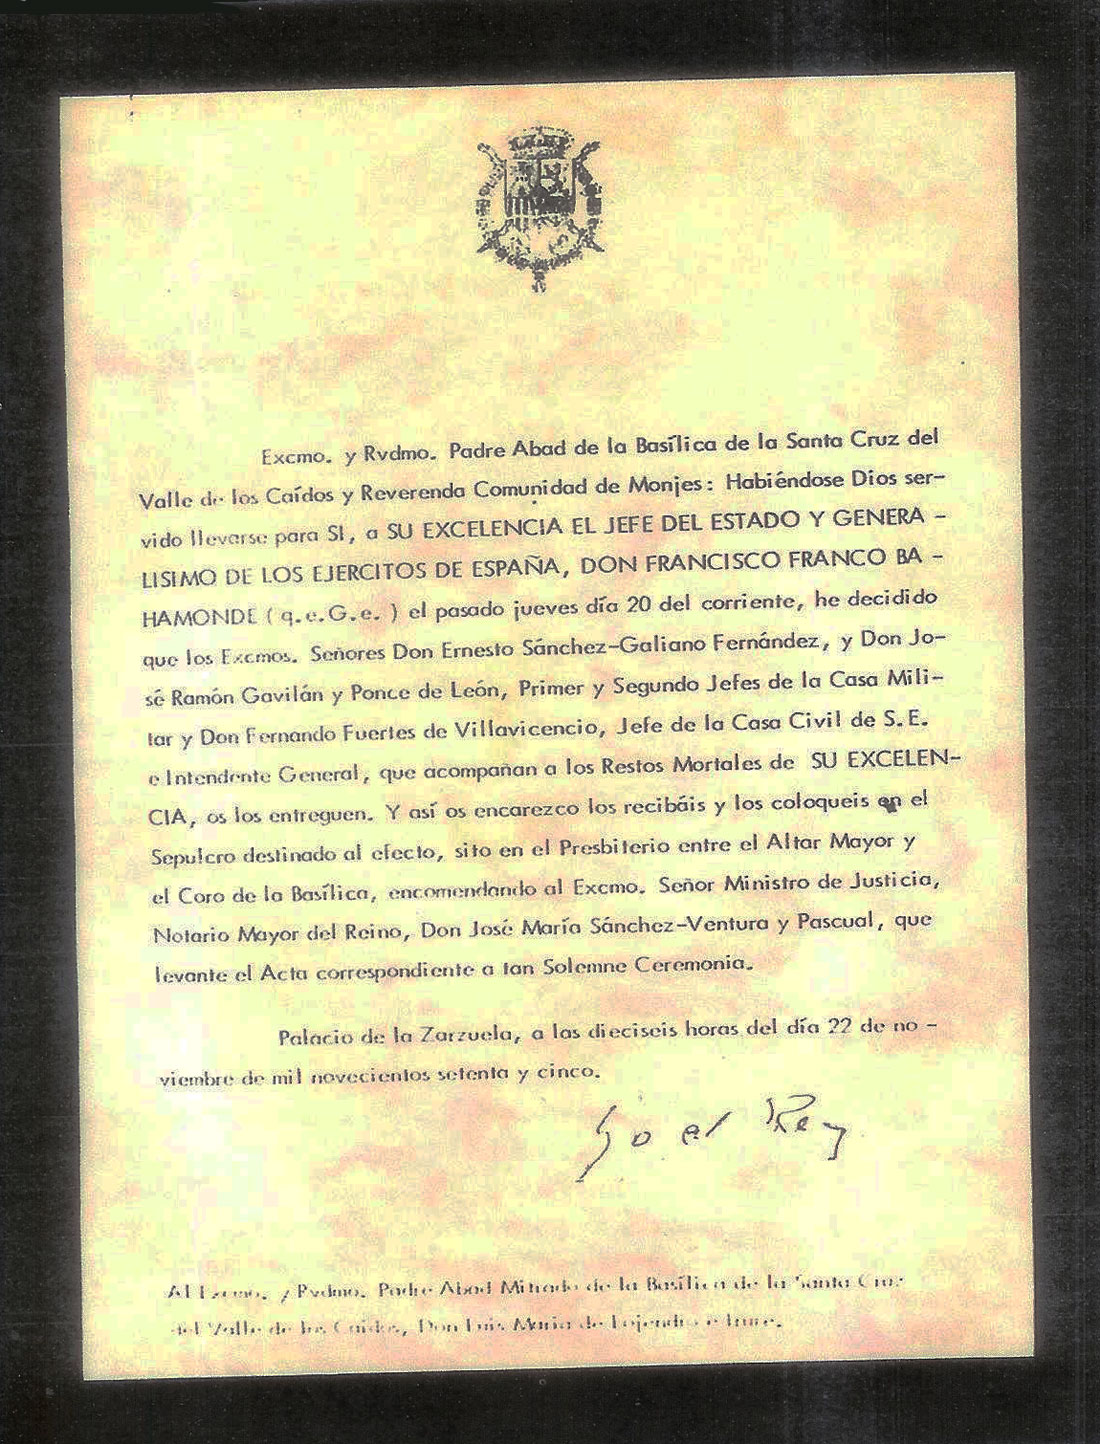 Excmo. y Rvdmo. Padre Abad de la Basílica de la Santa Cruz del
Valle de los Caídos y Reverenda Comunidad de Monjes: Habiéndose Dios ser-
vido llevarse para SI, a SU EXCELENCIA EL JEFE DEL ESTADO Y GENERA -
LISIMO DE LOS EJERCITOS DE ESPAÑA, DON FRANCISCO FRANCO BA -
HAMONDE ( q.e.G.e. ) el pasado jueves día 20 del corriente, he decidido
que los Excmos. Señores Don Ernesto Sánchez-Galiano Fernández, y Don Jo-
sé Ramón Gavilán y Ponce de León, Primer y Segundo Jefes de la Casa Mili-
tar y Don Fernando Fuertes de Villavicencio, Jefe de la Casa Civil de S.E.
e Intendente General, que acompañan a los Restos Mortales de SU EXCELEN-
CIA, os los entreguen. Y así os encarezco los recibáis y los coloqueis en el
Sepulcro destinado al efecto, sito en el Presbiterio entre el Altar Mayor y
el Coro de la Basílica, encomendando al Excmo. Señor Ministro de Justicia,
Notario Mayor del Reino, Don José María Sánchez-Ventura y Pascual, que
levante el Acta correspondiente a tan Solemne Ceremonia.
Palacio de la Zarzuela, a las dieciseis horas del día 22 de no -
viembre de mil novecientos setenta y cinco.
Yo el Rey
Al Excmo. y Rvdmo. Padre Abad Mitrado de la Basílica de la Santa Cruz
del Valle de los Caídos, Don Luis María de Lojendio e Irure.